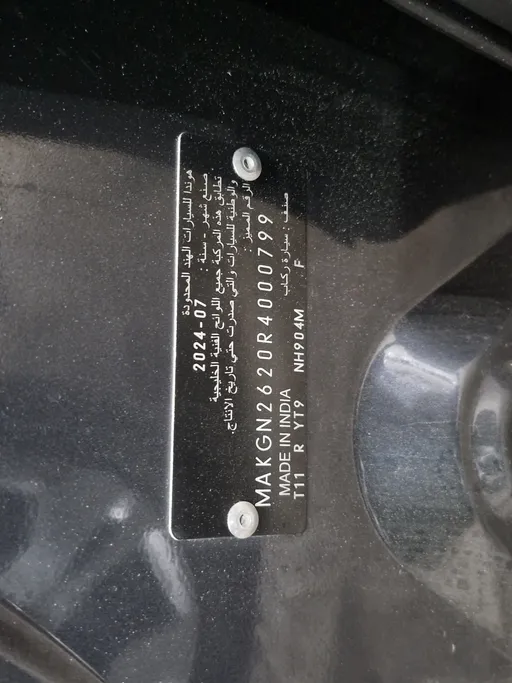 هوندا للسيارات الهند المحدودة
صنع شهر - سنة : 2024-07
تطابق هذه المركبة جميع اللوائح الفنية الخليجية
والوطنية للسيارات والتي صدرت حتي تاريخ الانتاج.
الرقم المميز :
MAKGN2620R4000799
MADE IN INDIA صنف : سيارة ركاب
T11 R YT9 NH904M F